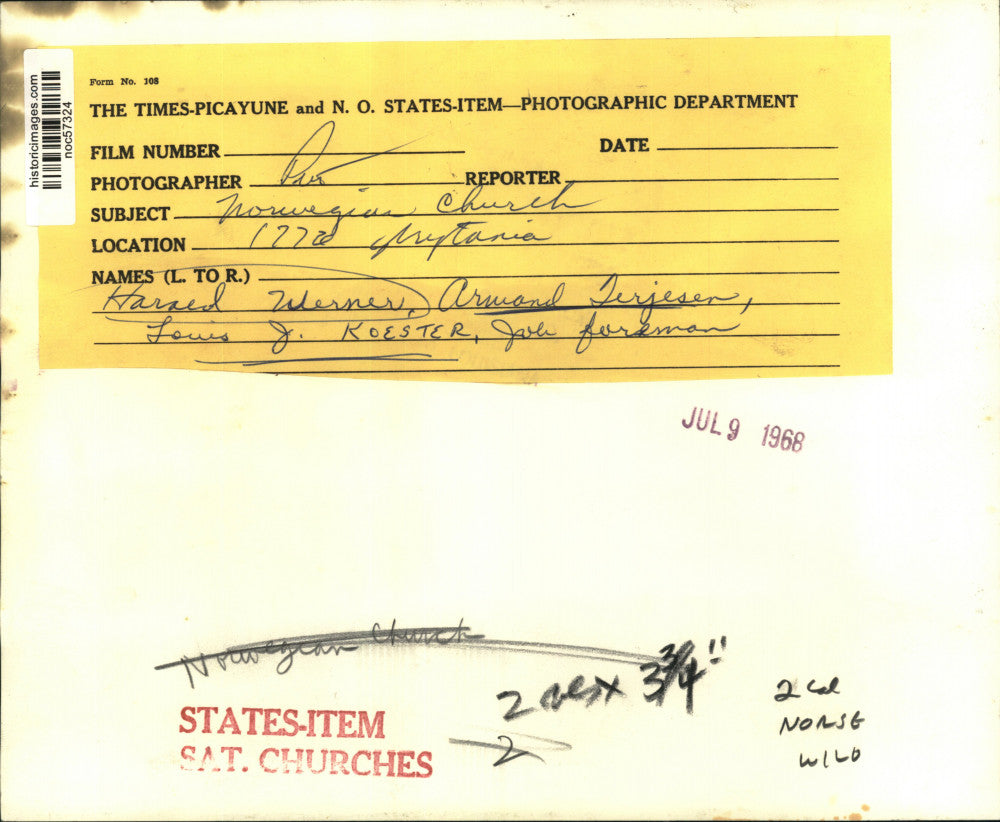 historicimages.com
noc57324
Form No. 108
THE TIMES-PICAYUNE and N. O. STATES-ITEM—PHOTOGRAPHIC DEPARTMENT
FILM NUMBER
DATE
PHOTOGRAPHER
REPORTER
SUBJECT Norwegian Church
LOCATION 1772 Prytania
NAMES (L. TO R.)
Harald Werner, Armand Terjesen,
Louis J. KOESTER, Job foreman
JUL 9 1968
Norwegian Church
2 cols x 3 3/4"
2
STATES-ITEM
SAT. CHURCHES
2 Col
NORSE
WILD